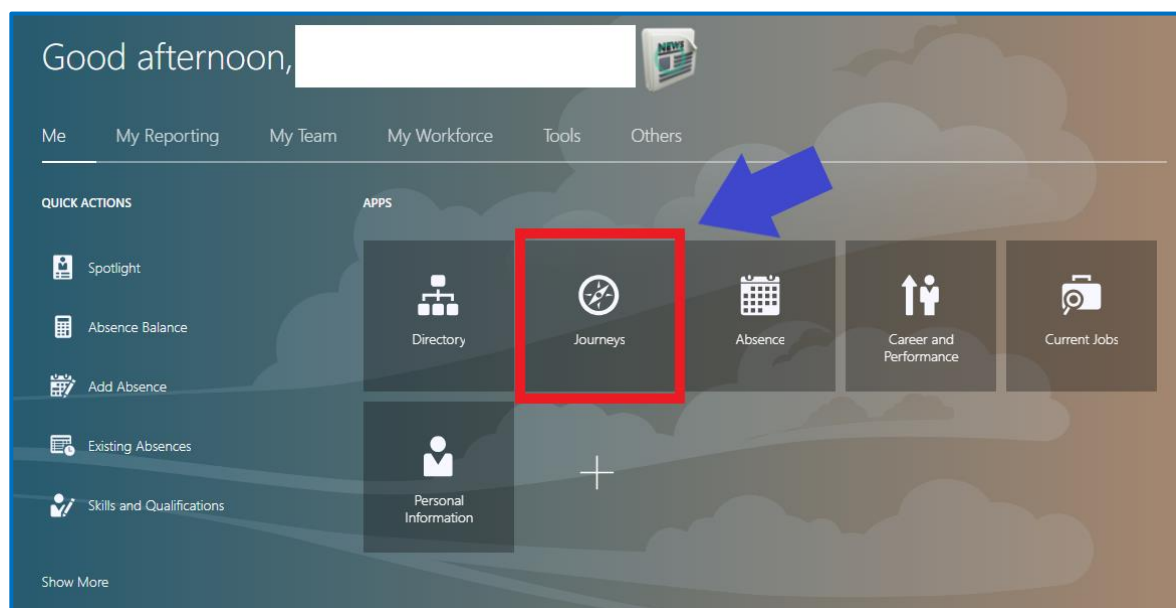 Good afternoon,
NEWS
Me My Reporting My Team My Workforce Tools Others
QUICK ACTIONS
APPS
Spotlight
Absence Balance
Add Absence
Existing Absences
Skills and Qualifications
Show More
Directory
Journeys
Absence
Career and
Performance
Current Jobs
Personal
Information